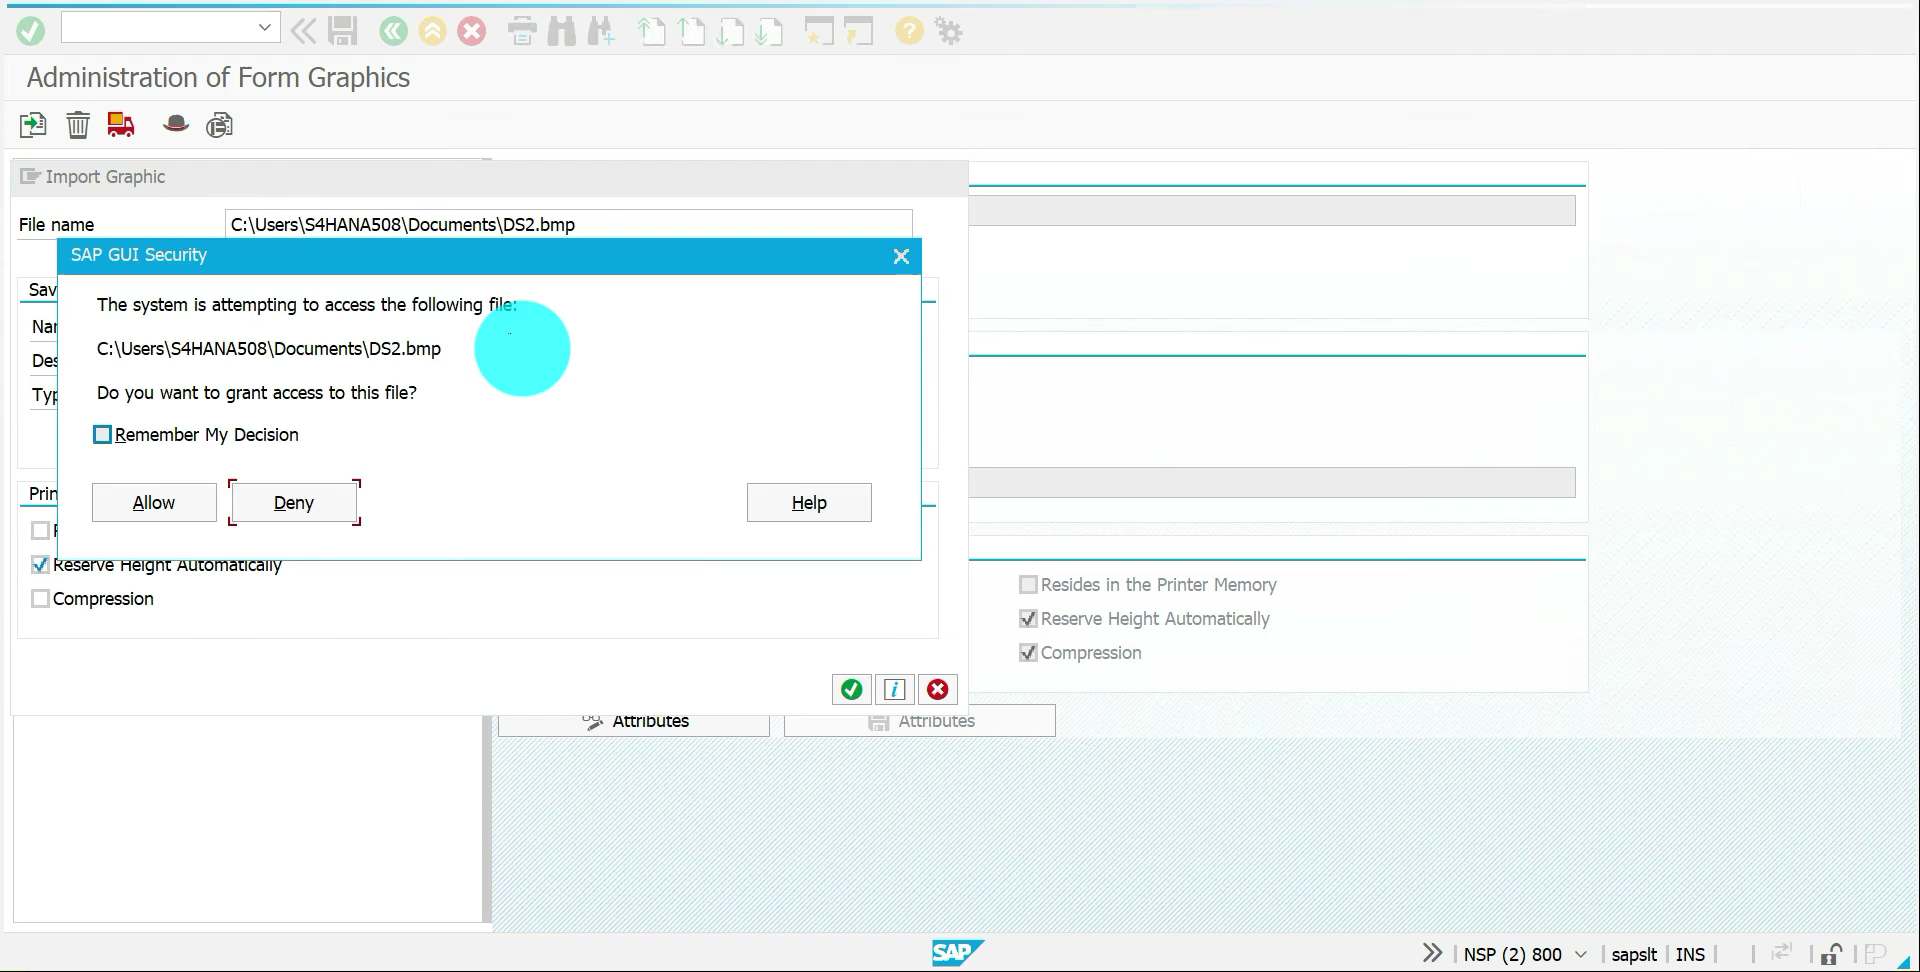 Administration of Form Graphics
Import Graphic
File name C:\Users\S4HANA508\Documents\DS2.bmp
SAP GUI Security
The system is attempting to access the following file:
C:\Users\S4HANA508\Documents\DS2.bmp
Do you want to grant access to this file?
Remember My Decision
Allow Deny Help
Reserve Height Automatically
Compression
Resides in the Printer Memory
Reserve Height Automatically
Compression
Attributes Attributes
SAP
NSP (2) 800 sapslt INS